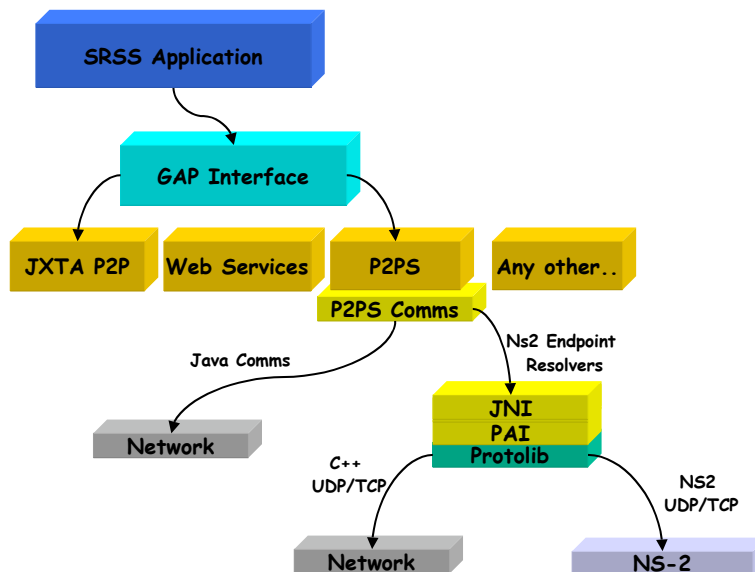 SRSS Application
GAP Interface
JXTA P2P
Web Services
P2PS
Any other..
P2PS Comms
Java Comms
Ns2 Endpoint
Resolvers
JNI
PAI
Protolib
Network
C++
UDP/TCP
NS2
UDP/TCP
Network
NS-2